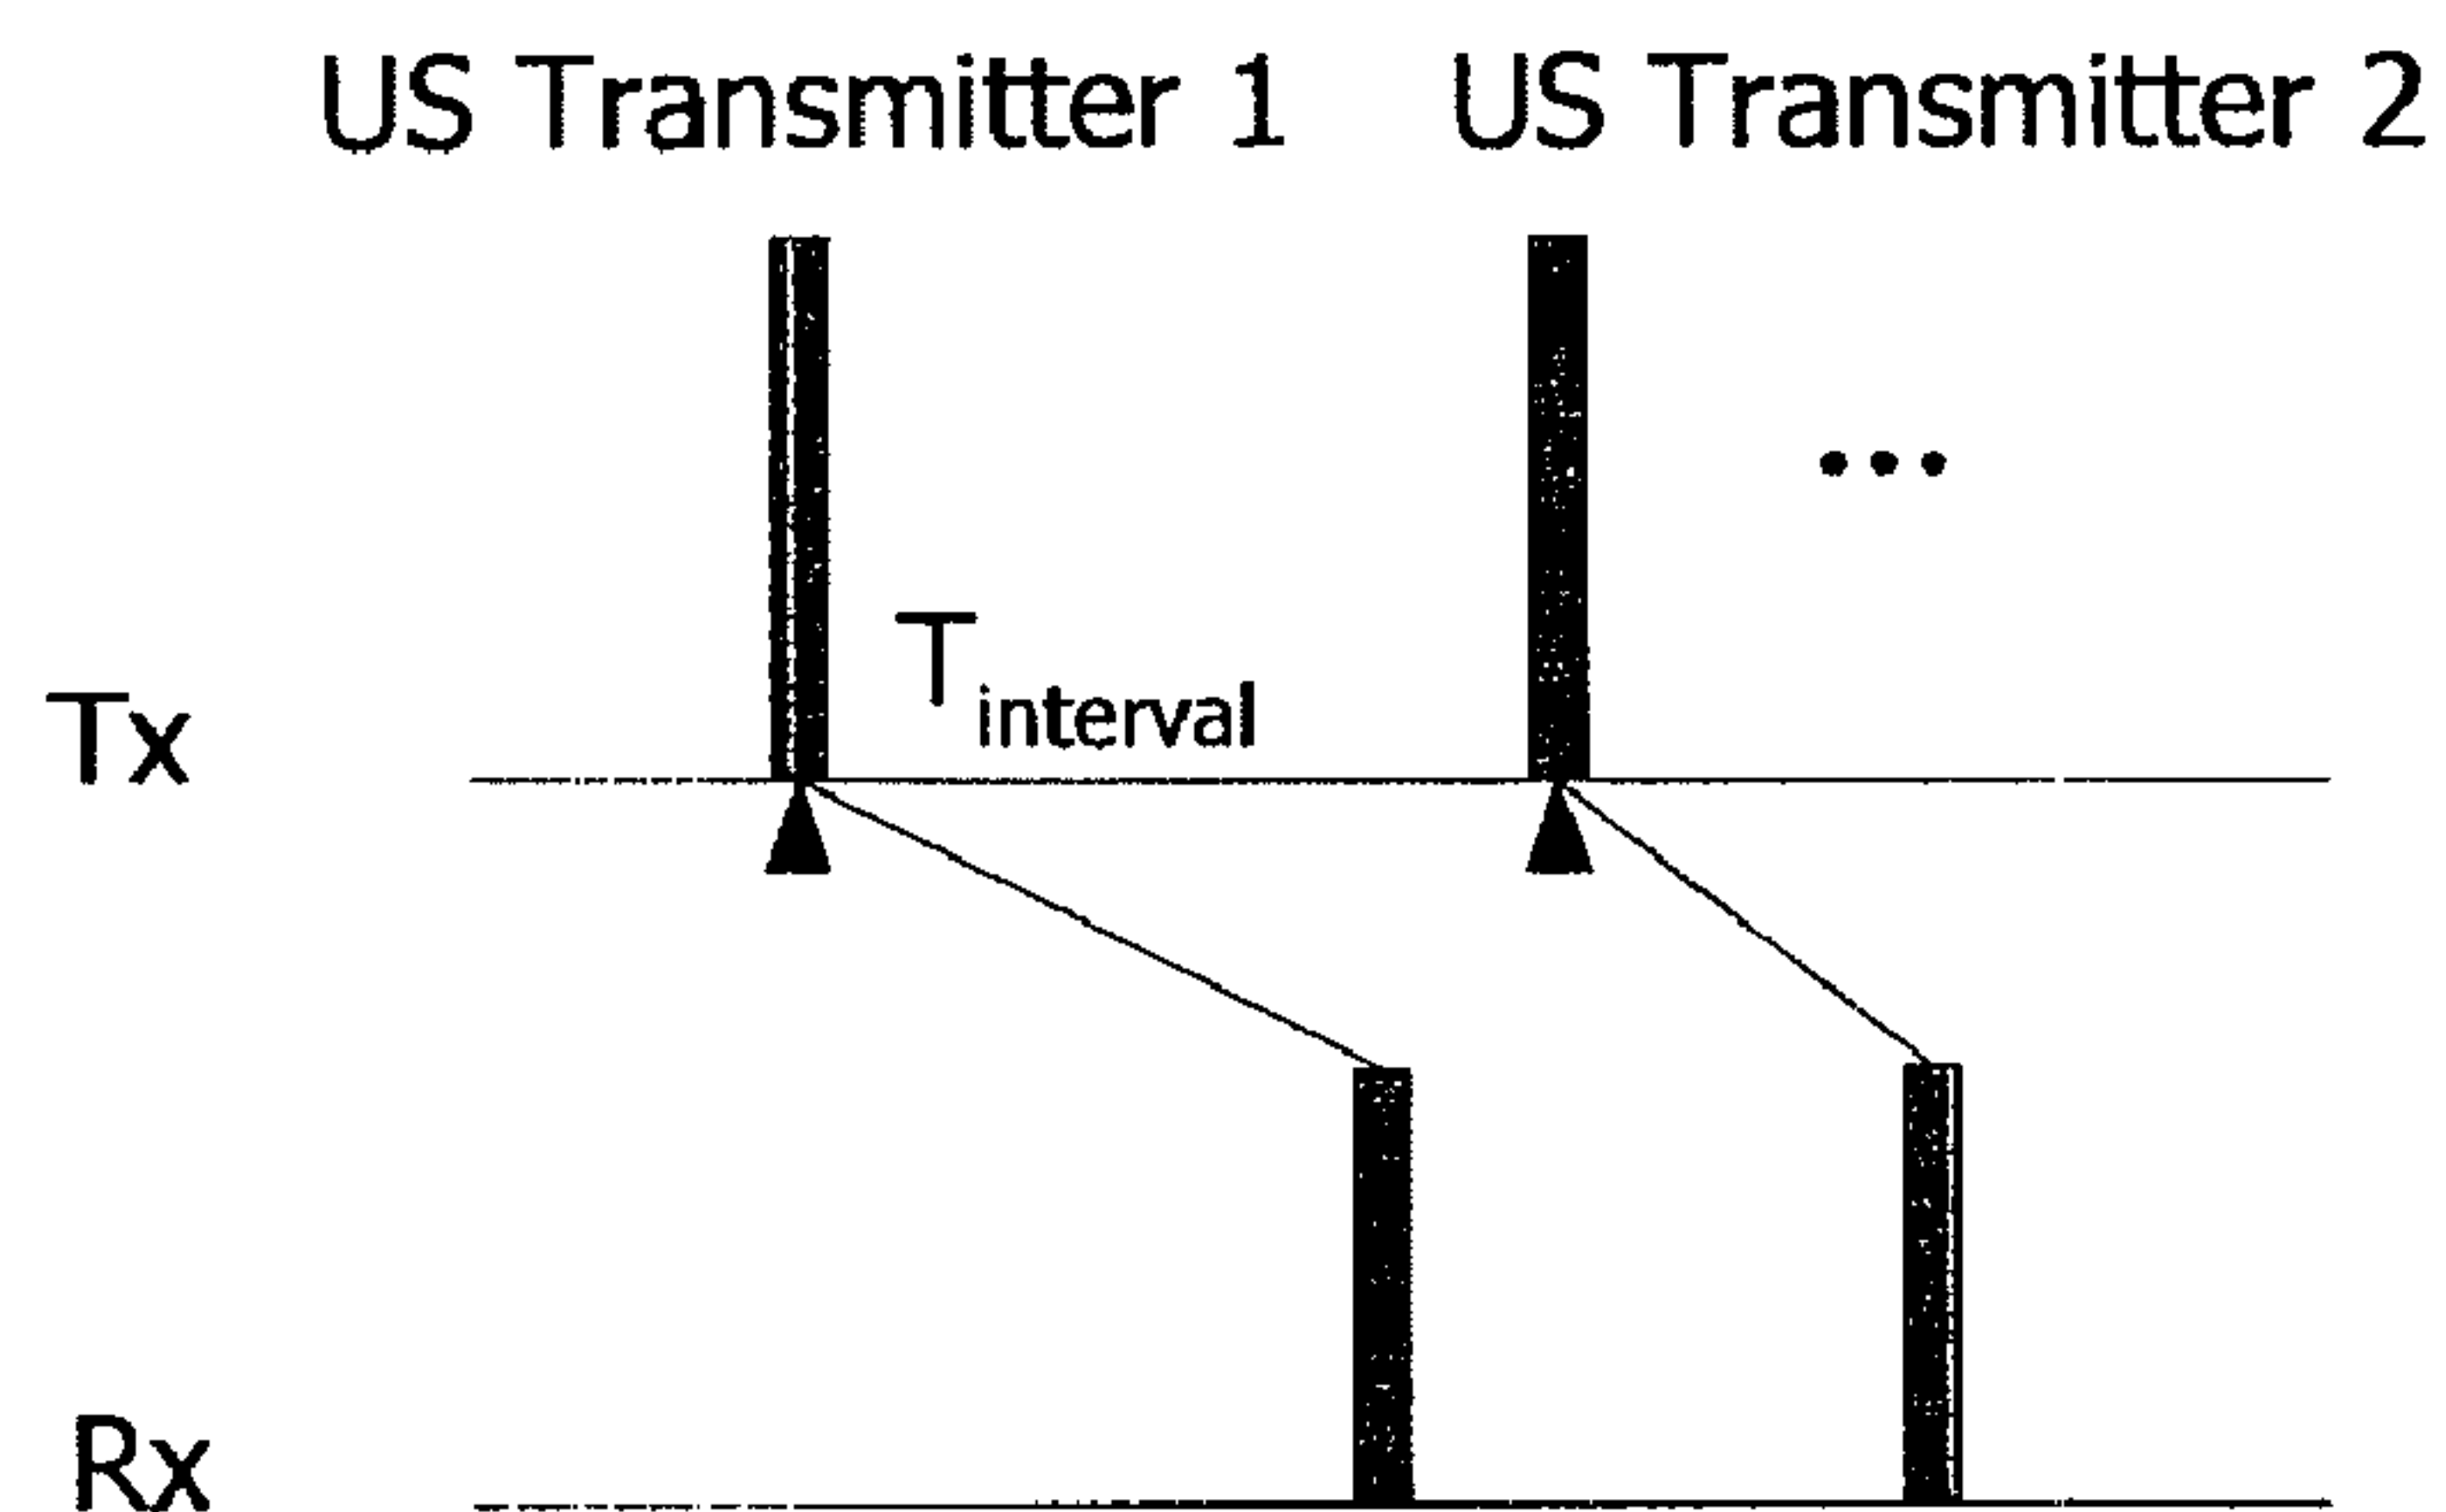 US Transmitter 1 US Transmitter 2
...
Tinterval
Tx
Rx